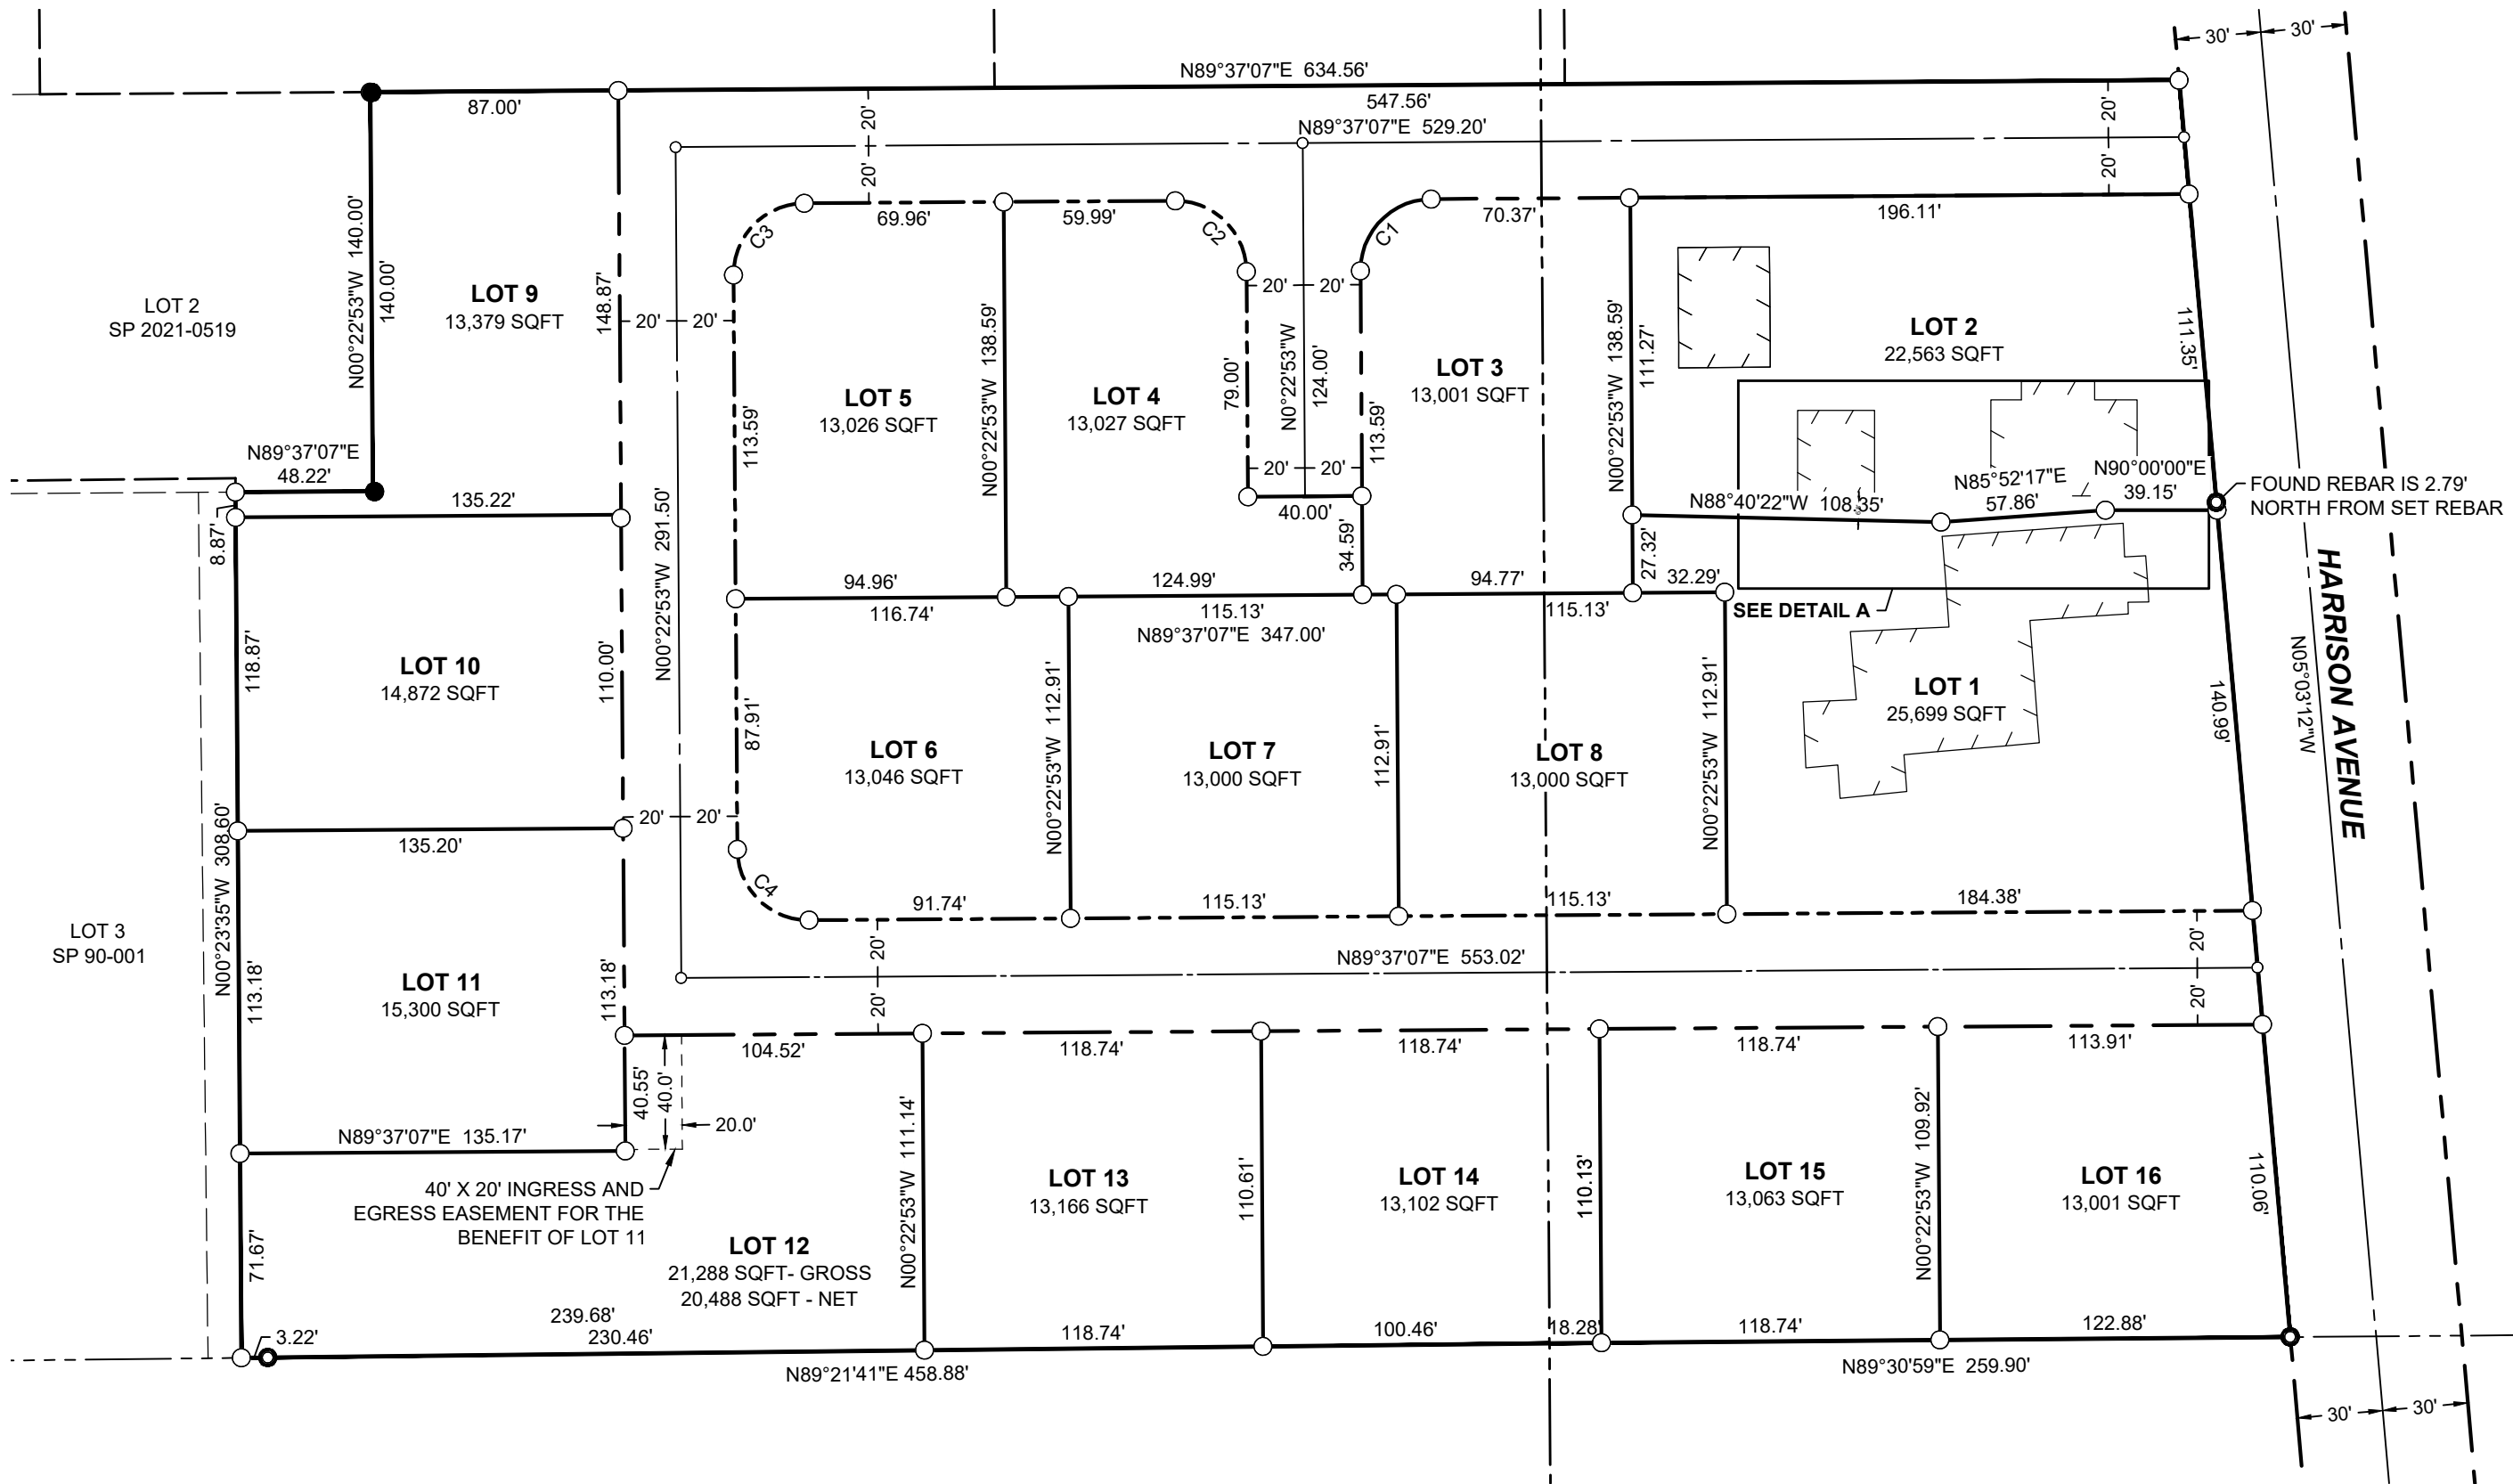 30'
30'
N89°37'07"E 634.56'
87.00'
547.56'
N89°37'07"E 529.20'
20'
20'
20'
20'
69.96'
59.99'
70.37'
196.11'
C3
C2
C1
N00°22'53"W 140.00'
140.00'
LOT 9
13,379 SQFT
148.87'
20'
20'
20'
20'
LOT 2
SP 2021-0519
N00°22'53"W 138.59'
N0°22'53"W
124.00'
79.00'
113.59'
113.59'
N00°22'53"W 138.59'
111.27'
LOT 2
22,563 SQFT
111.35'
LOT 5
13,026 SQFT
LOT 4
13,027 SQFT
LOT 3
13,001 SQFT
N89°37'07"E
48.22'
135.22'
20'
20'
40.00'
N88°40'22"W 108.35'
N85°52'17"E
57.86'
N90°00'00"E
39.15'
FOUND REBAR IS 2.79'
NORTH FROM SET REBAR
8.87'
34.59'
27.32'
94.96'
124.99'
94.77'
32.29'
116.74'
115.13'
115.13'
N89°37'07"E 347.00'
SEE DETAIL A
HARRISON AVENUE
N05°03'12"W
N00°22'53"W 291.50'
118.87'
LOT 10
14,872 SQFT
110.00'
87.91'
LOT 6
13,046 SQFT
N00°22'53"W 112.91'
LOT 7
13,000 SQFT
112.91'
LOT 8
13,000 SQFT
N00°22'53"W 112.91'
LOT 1
25,699 SQFT
140.99'
20'
20'
135.20'
C4
91.74'
115.13'
115.13'
184.38'
N00°23'35"W 308.60'
LOT 3
SP 90-001
113.18'
LOT 11
15,300 SQFT
113.18'
20'
20'
N89°37'07"E 553.02'
20'
20'
104.52'
118.74'
118.74'
118.74'
113.91'
40.55'
40.0'
20.0'
N89°37'07"E 135.17'
40' X 20' INGRESS AND
EGRESS EASEMENT FOR THE
BENEFIT OF LOT 11
71.67'
LOT 12
21,288 SQFT- GROSS
20,488 SQFT - NET
N00°22'53"W 111.14'
LOT 13
13,166 SQFT
110.61'
LOT 14
13,102 SQFT
110.13'
LOT 15
13,063 SQFT
N00°22'53"W 109.92'
LOT 16
13,001 SQFT
110.06'
3.22'
239.68'
230.46'
118.74'
100.46'
18.28'
118.74'
122.88'
N89°21'41"E 458.88'
N89°30'59"E 259.90'
30'
30'